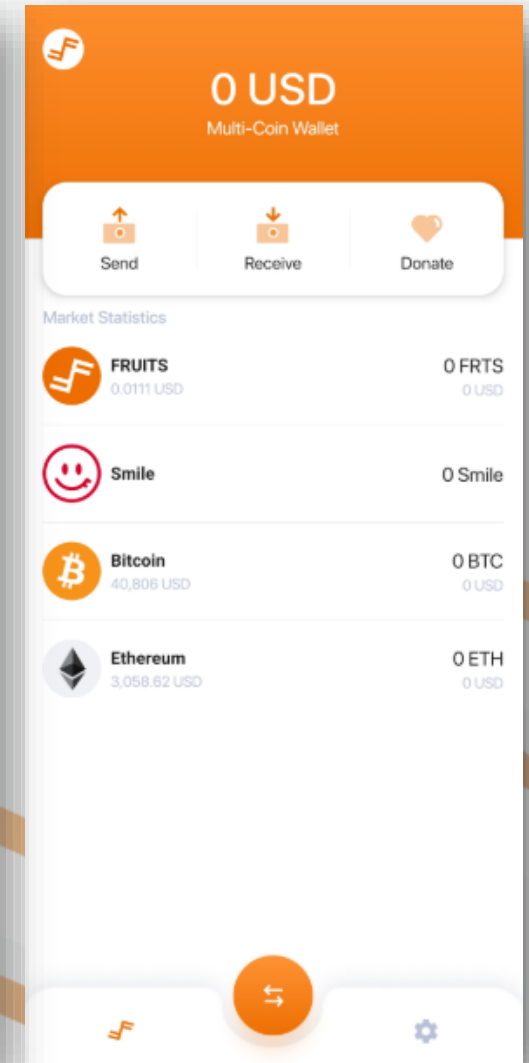 0 USD
Multi-Coin Wallet
Send Receive Donate
Market Statistics
FRUITS 0 FRTS
0.0111 USD 0 USD
Smile 0 Smile
Bitcoin 0 BTC
40,806 USD 0 USD
Ethereum 0 ETH
3,058.62 USD 0 USD